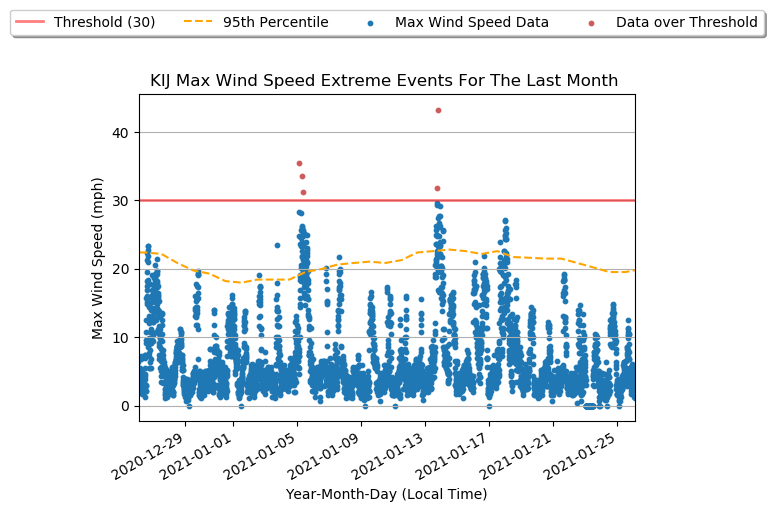 Threshold (30) 95th Percentile Max Wind Speed Data Data over Threshold
KIJ Max Wind Speed Extreme Events For The Last Month
Max Wind Speed (mph)
40
30
20
10
0
2020-12-29 2021-01-01 2021-01-05 2021-01-09 2021-01-13 2021-01-17 2021-01-21 2021-01-25
Year-Month-Day (Local Time)